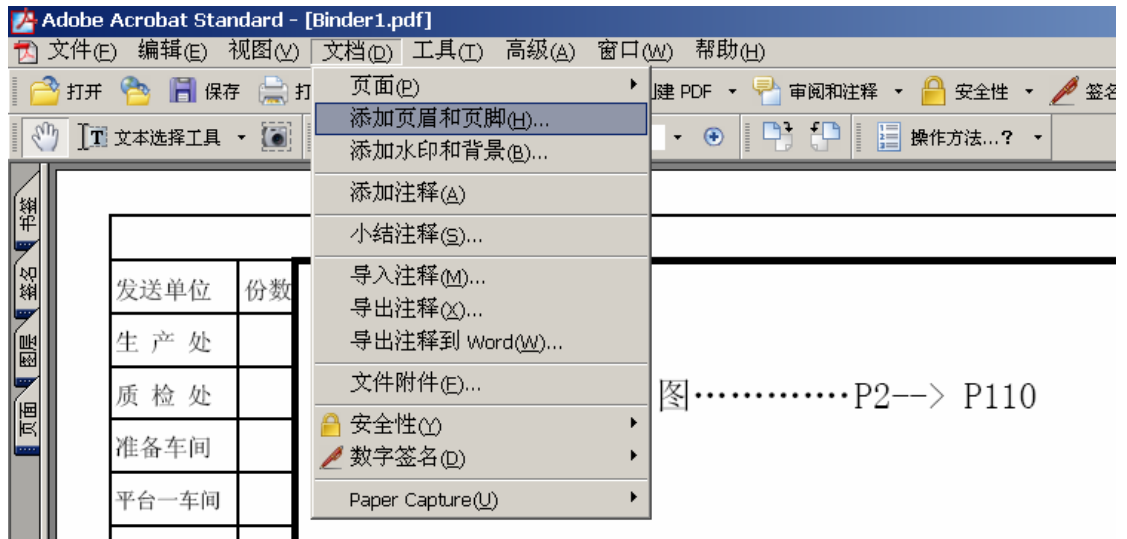 Adobe Acrobat Standard - [Binder1.pdf]
文件(F) 编辑(E) 视图(V) 文档(D) 工具(T) 高级(A) 窗口(W) 帮助(H)
打开 保存 打 建 PDF 审阅和注释 安全性 签名
文本选择工具 操作方法...?
页面(P)
添加页眉和页脚(H)...
添加水印和背景(B)...
添加注释(A)
小结注释(S)...
导入注释(M)...
导出注释(X)...
导出注释到 Word(W)...
文件附件(E)...
安全性(Y)
数字签名(D)
Paper Capture(U)
书签
签名
图层
页面
发送单位 份数
生 产 处
质 检 处
准备车间
平台一车间
图·············P2--> P110